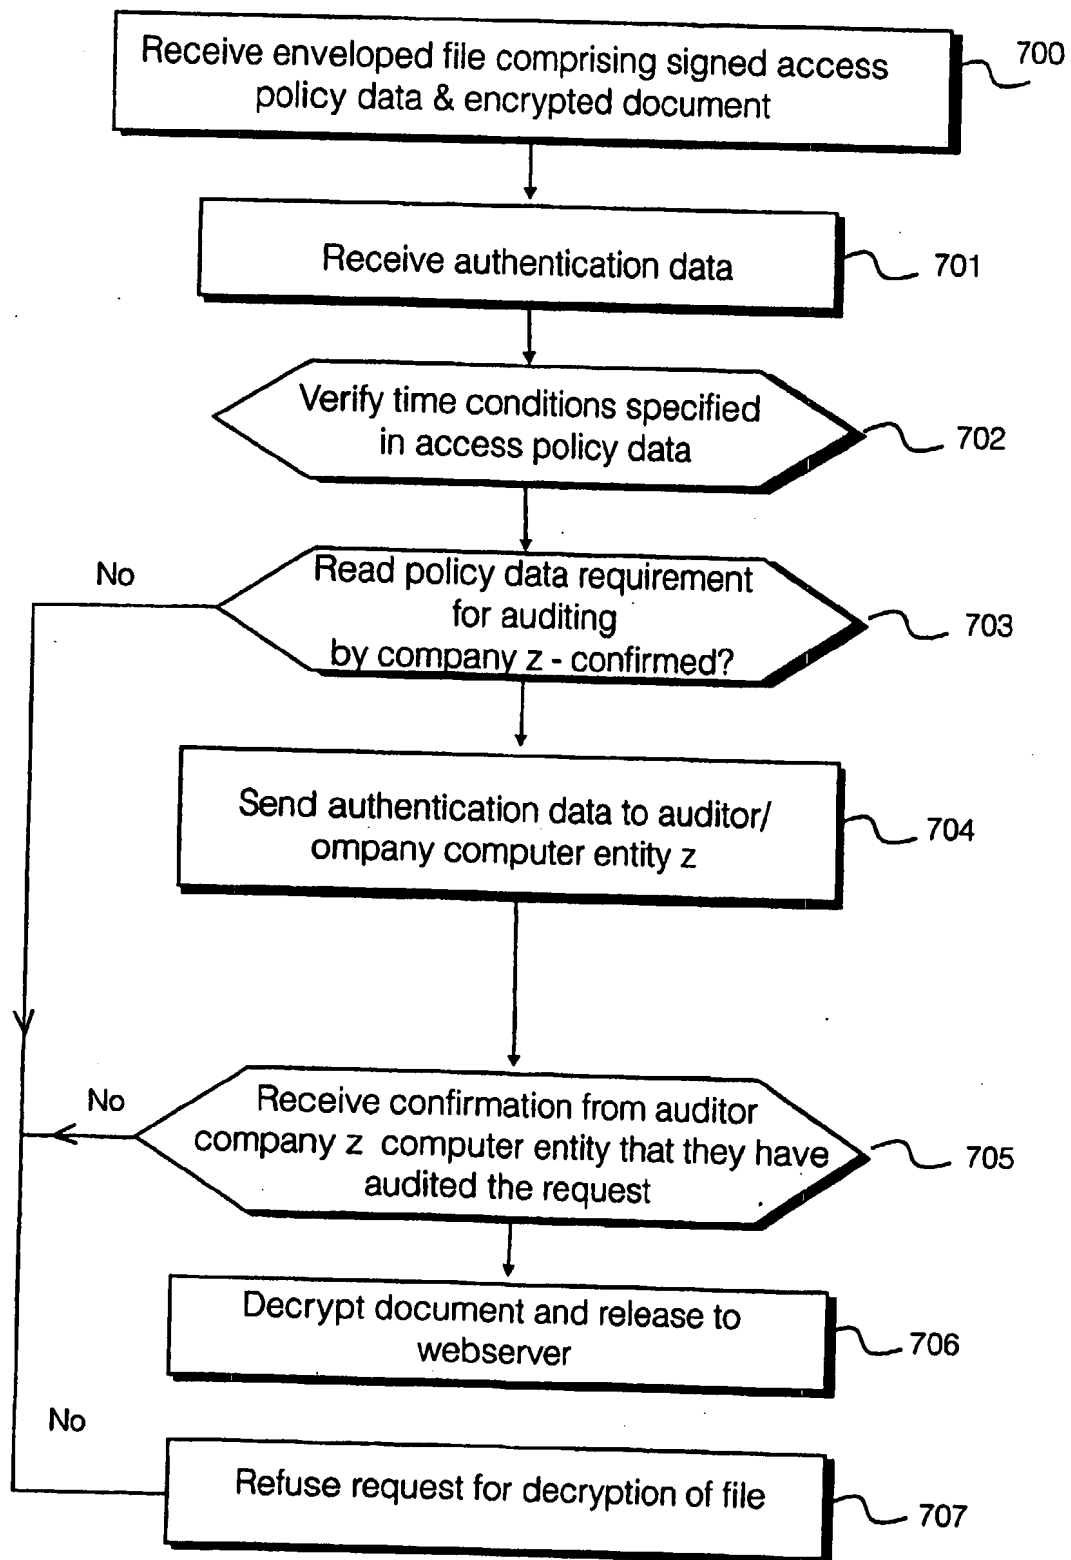 Receive enveloped file comprising signed access
policy data & encrypted document
700
Receive authentication data
701
Verify time conditions specified
in access policy data
702
No
Read policy data requirement
for auditing
by company z - confirmed?
703
Send authentication data to auditor/
ompany computer entity z
704
No
Receive confirmation from auditor
company z computer entity that they have
audited the request
705
Decrypt document and release to
webserver
706
No
Refuse request for decryption of file
707